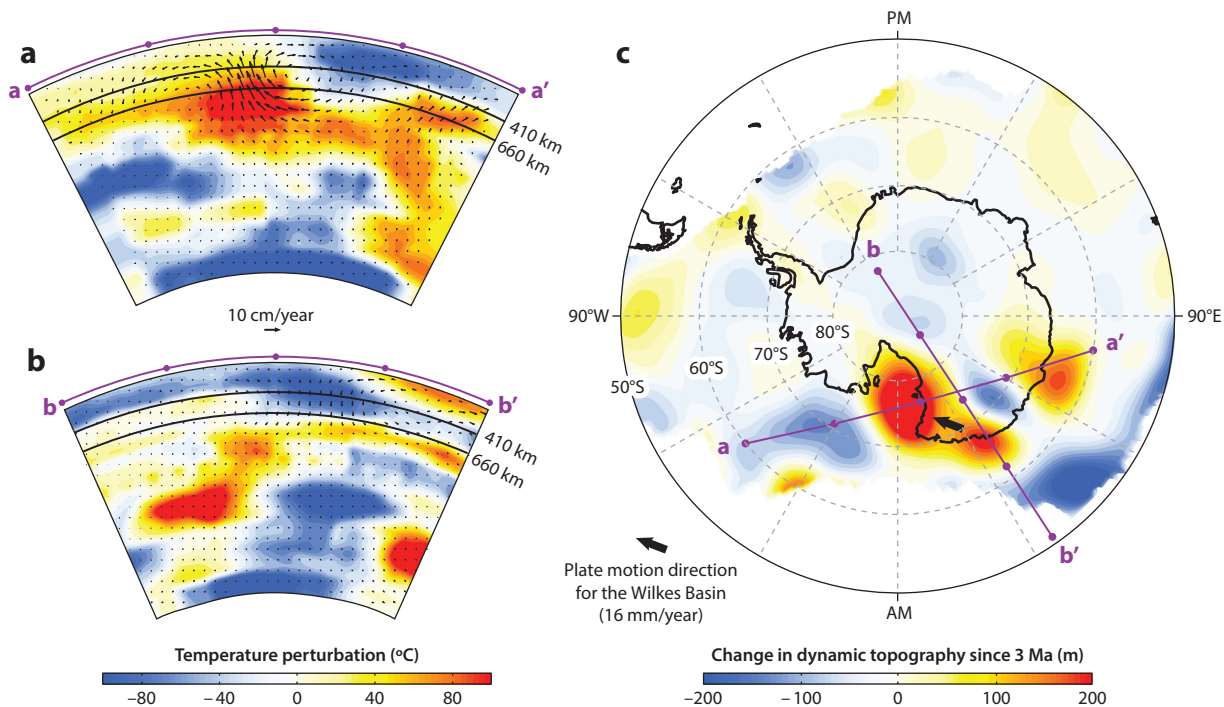 a
a
a′
410 km
660 km
10 cm/year
b
b
b′
410 km
660 km
Temperature perturbation (ºC)
−80
−40
0
40
80
c
PM
90°W
90°E
AM
80°S
70°S
60°S
50°S
b
a′
a
b′
Plate motion direction
for the Wilkes Basin
(16 mm/year)
Change in dynamic topography since 3 Ma (m)
−200
−100
0
100
200